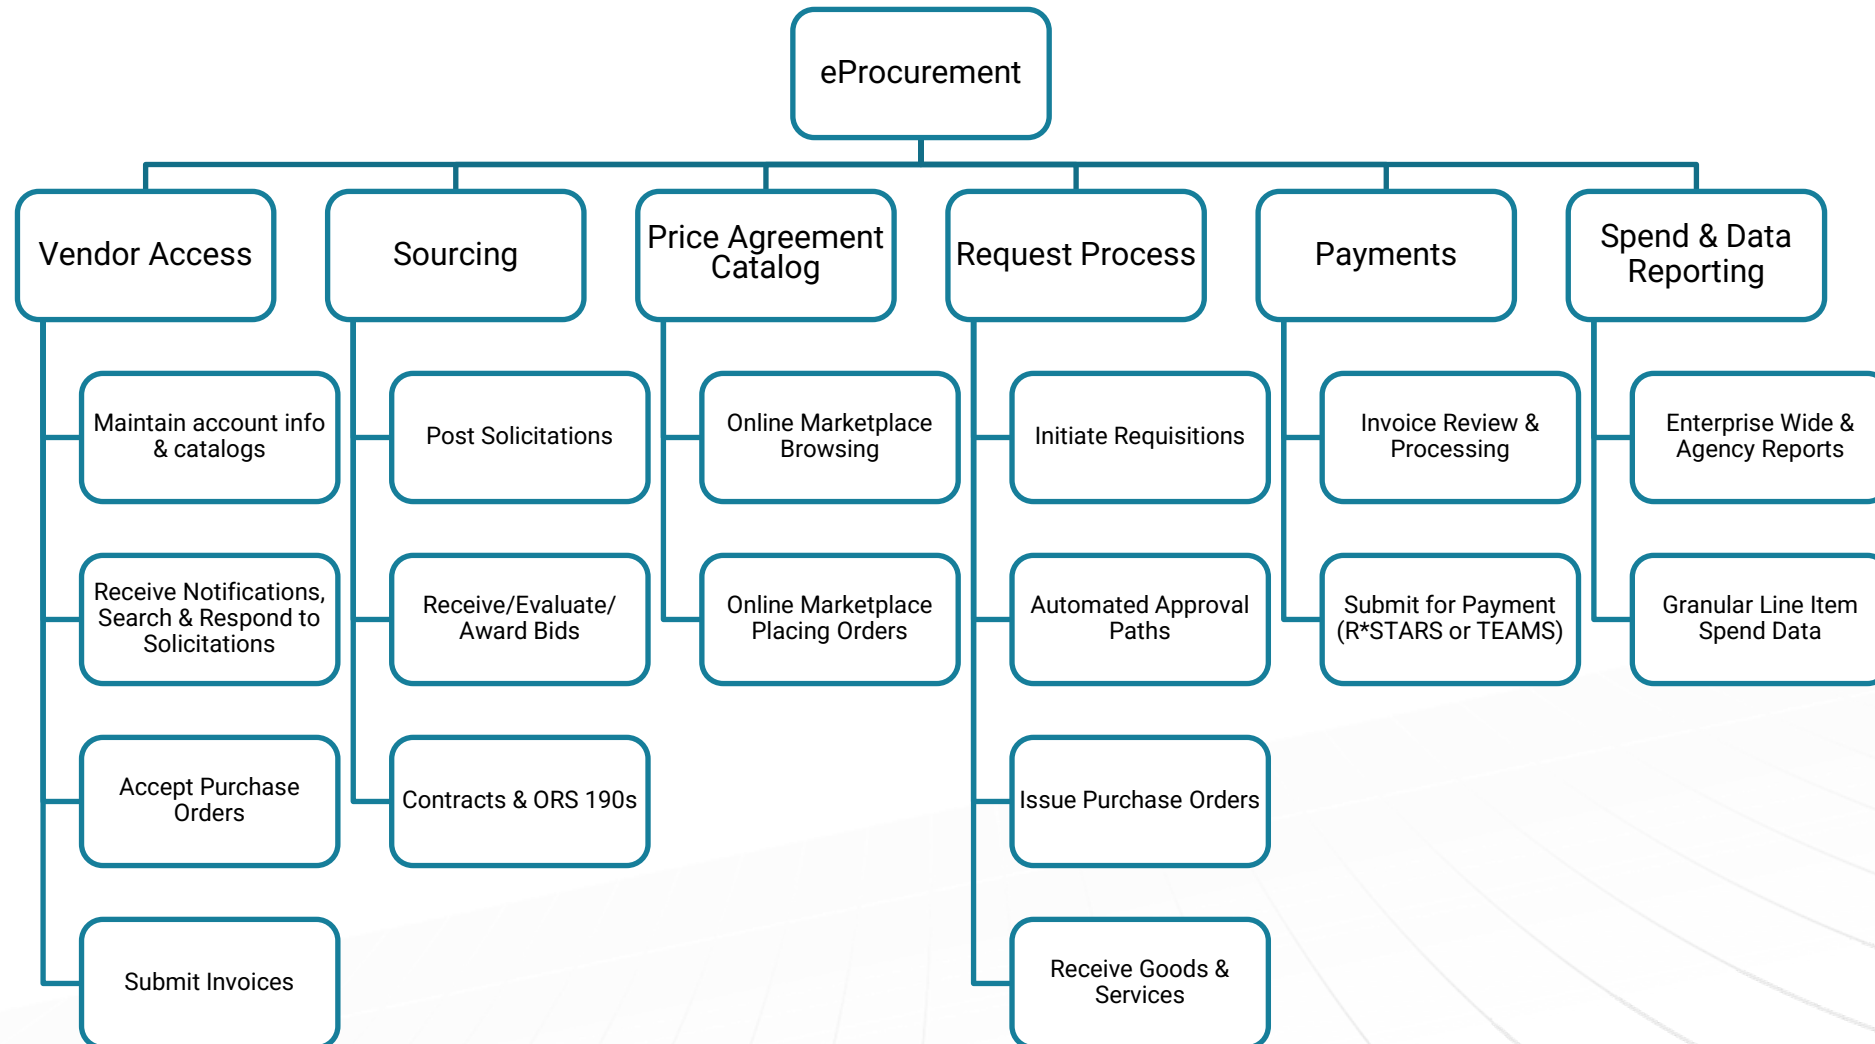 eProcurement
Vendor Access
Maintain account info
& catalogs
Receive Notifications,
Search & Respond to
Solicitations
Accept Purchase
Orders
Submit Invoices
Sourcing
Post Solicitations
Receive/Evaluate/
Award Bids
Contracts & ORS 190s
Price Agreement
Catalog
Online Marketplace
Browsing
Online Marketplace
Placing Orders
Request Process
Initiate Requisitions
Automated Approval
Paths
Issue Purchase Orders
Receive Goods &
Services
Payments
Invoice Review &
Processing
Submit for Payment
(R*STARS or TEAMS)
Spend & Data
Reporting
Enterprise Wide &
Agency Reports
Granular Line Item
Spend Data